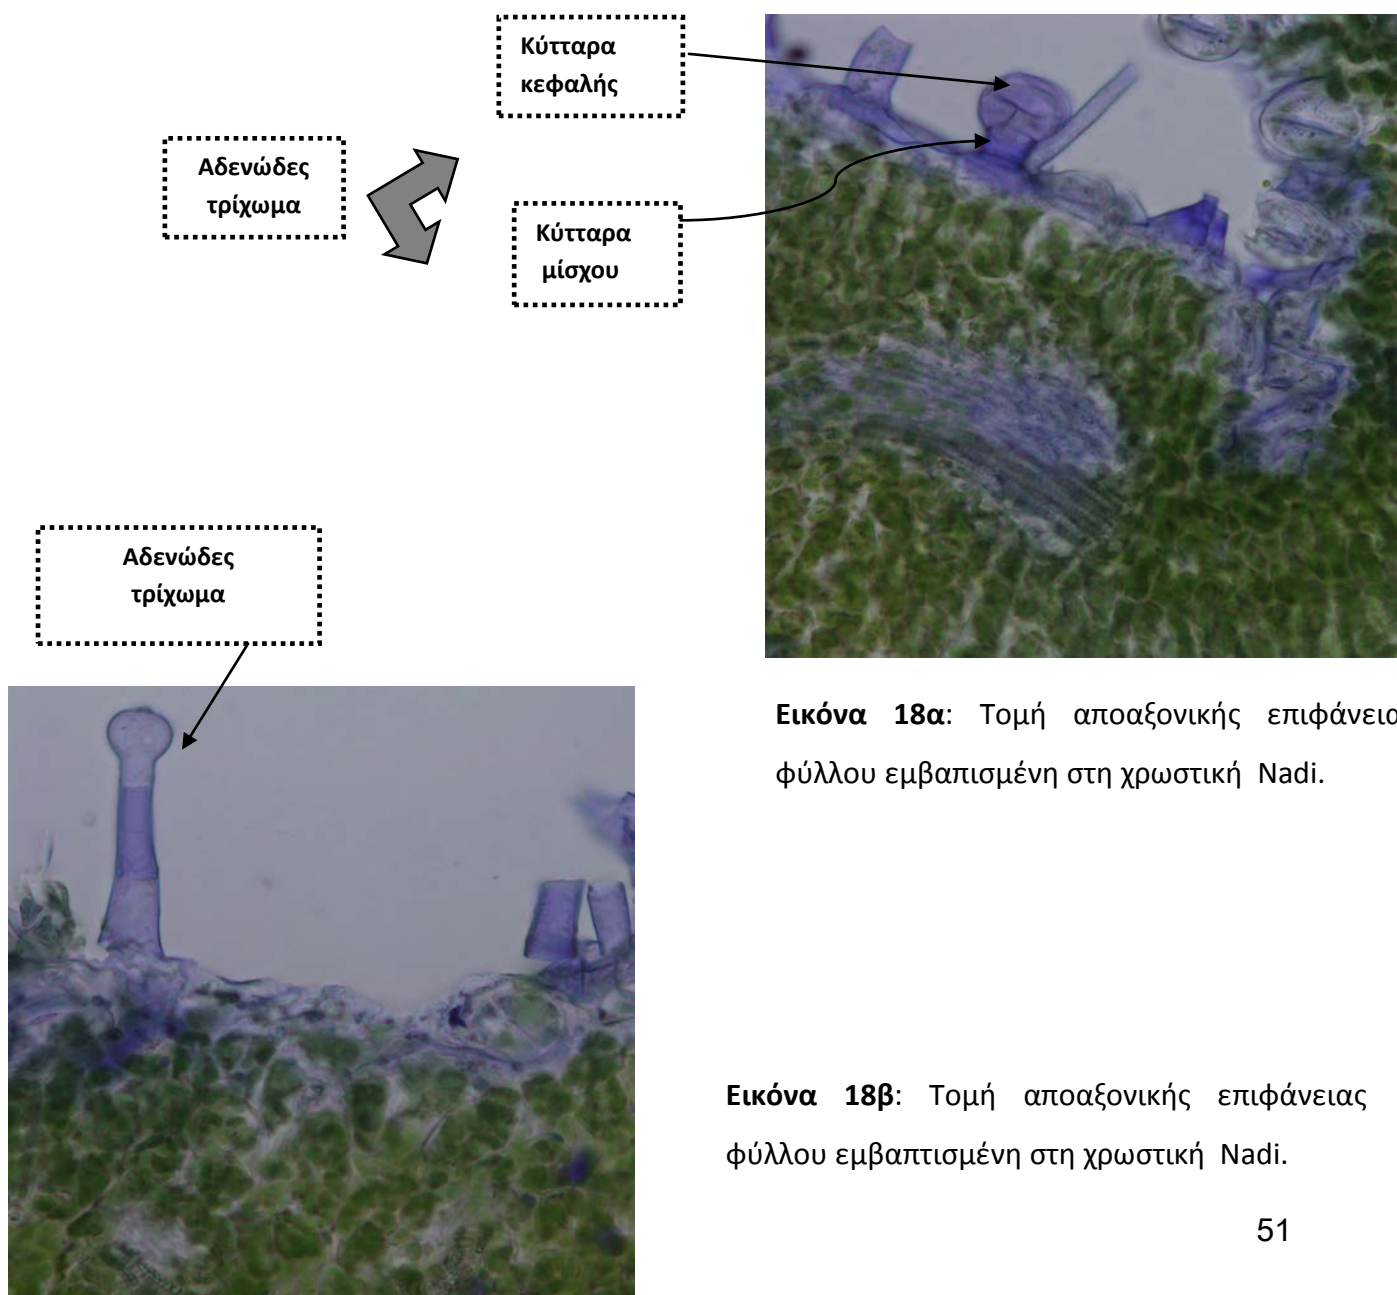 Κύτταρα
κεφαλής
Αδενώδες
τρίχωμα
Κύτταρα
μίσχου
Αδενώδες
τρίχωμα
Εικόνα 18α: Τομή αποαξονικής επιφάνεια
φύλλου εμβαπισμένη στη χρωστική Nadi.
Εικόνα 18β: Τομή αποαξονικής επιφάνειας
φύλλου εμβαπτισμένη στη χρωστική Nadi.
51